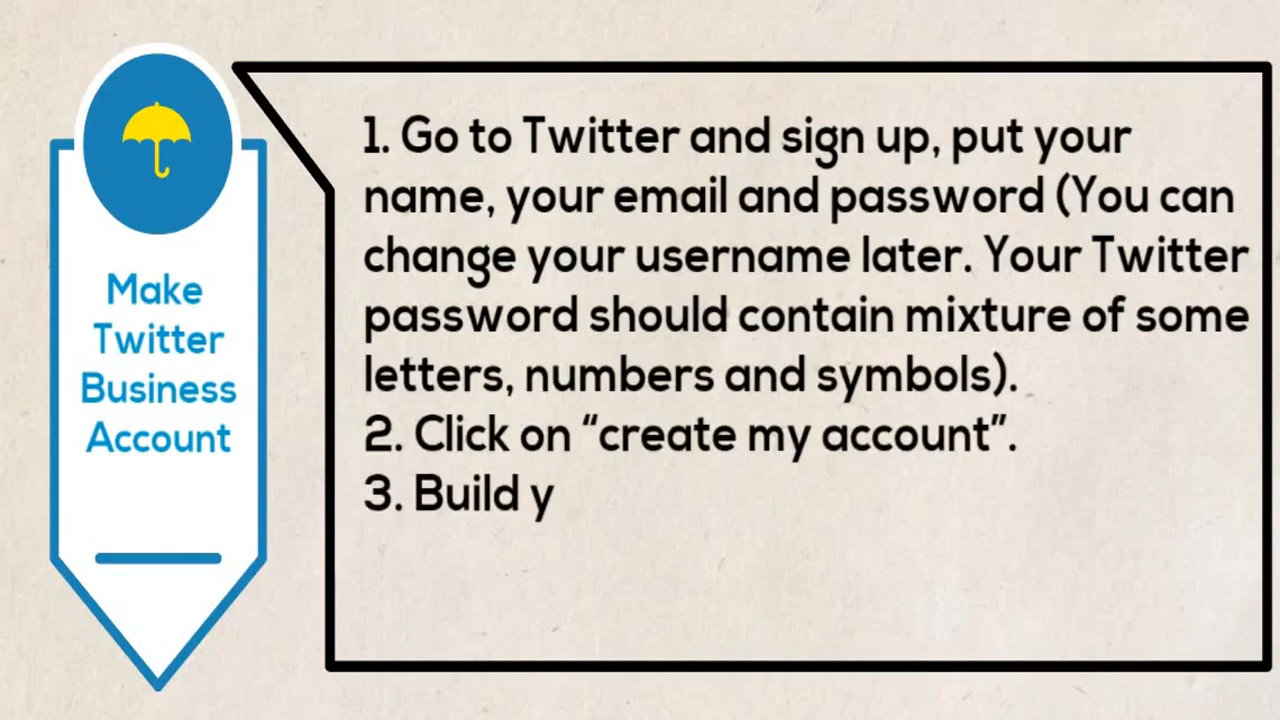 Make
Twitter
Business
Account
1. Go to Twitter and sign up, put your
name, your email and password (You can
change your username later. Your Twitter
password should contain mixture of some
letters, numbers and symbols).
2. Click on “create my account”.
3. Build y